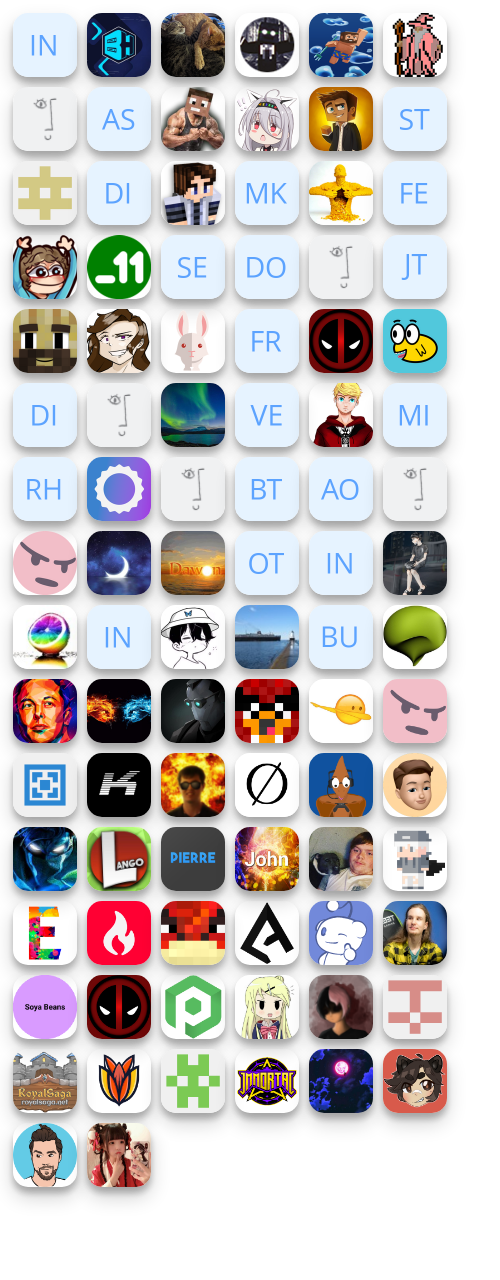 IN
AS
ST
DI
MK
FE
_11
SE
DO
JT
FR
DI
VE
MI
RH
BT
AO
Dawn
OT
IN
IN
BU
K
LANGO
PIERRE
John
E
Soya Beans
RoyalSaga
royalsaga.net
IMMORTAL